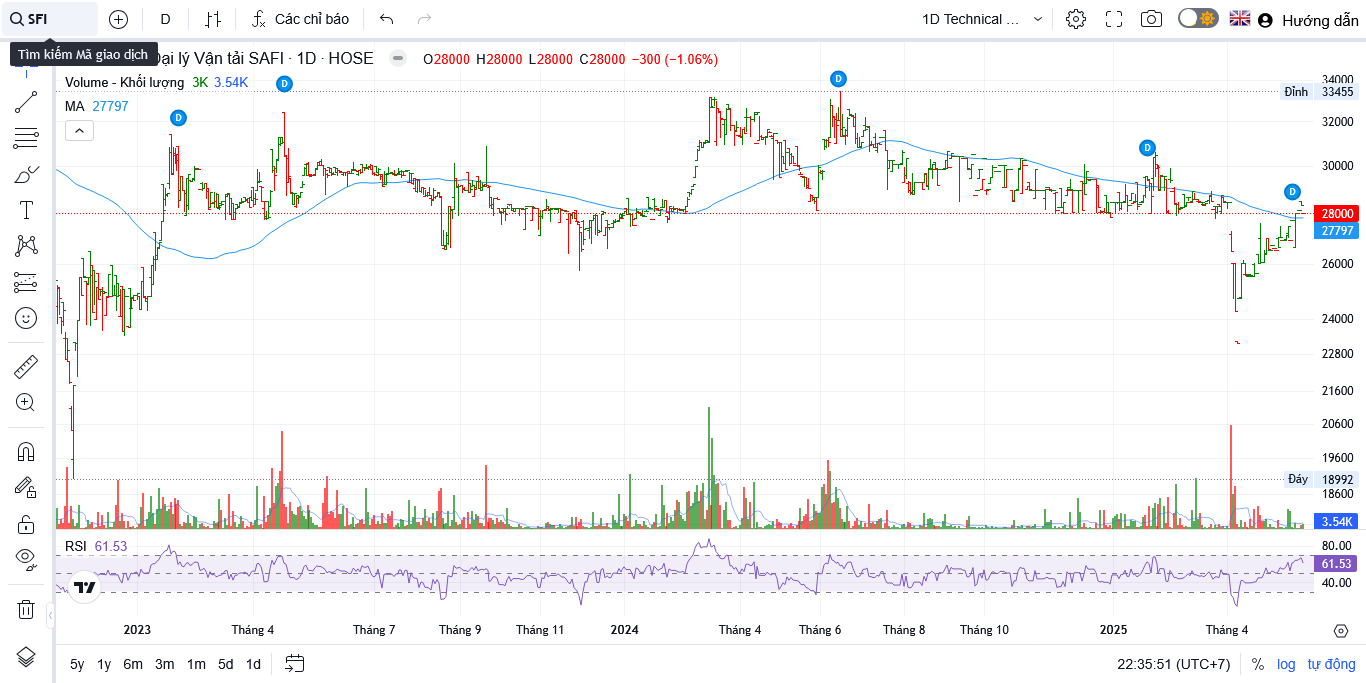 SFI
D
Các chỉ báo
1D Technical ...
Hướng dẫn
Tìm kiếm Mã giao dịch
Đại lý Vận tải SAFI · 1D · HOSE
O28000 H28000 L28000 C28000 −300 (−1.06%)
Volume - Khối lượng 3K 3.54K
MA 27797
D
D
D
D
D
34000
Đỉnh 33455
32000
30000
28000
27797
26000
24000
22800
21600
20600
19600
Đáy 18992
18600
3.54K
RSI 61.53
80.00
61.53
40.00
2023 Tháng 4 Tháng 7 Tháng 9 Tháng 11 2024 Tháng 4 Tháng 6 Tháng 8 Tháng 10 2025 Tháng 4
5y 1y 6m 3m 1m 5d 1d
22:35:51 (UTC+7) % log tự động